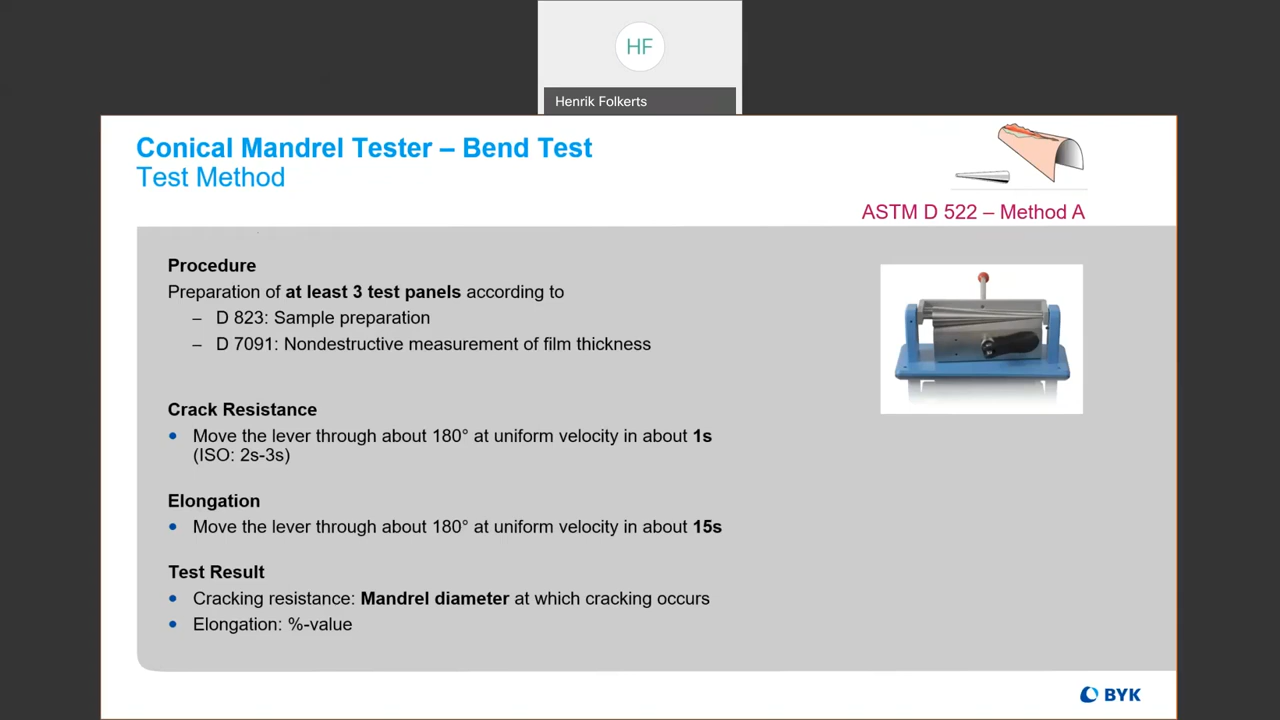 HF
Henrik Folkerts
Conical Mandrel Tester – Bend Test
Test Method
ASTM D 522 – Method A
Procedure
Preparation of at least 3 test panels according to
– D 823: Sample preparation
– D 7091: Nondestructive measurement of film thickness
Crack Resistance
• Move the lever through about 180° at uniform velocity in about 1s
(ISO: 2s-3s)
Elongation
• Move the lever through about 180° at uniform velocity in about 15s
Test Result
• Cracking resistance: Mandrel diameter at which cracking occurs
• Elongation: %-value
BYK